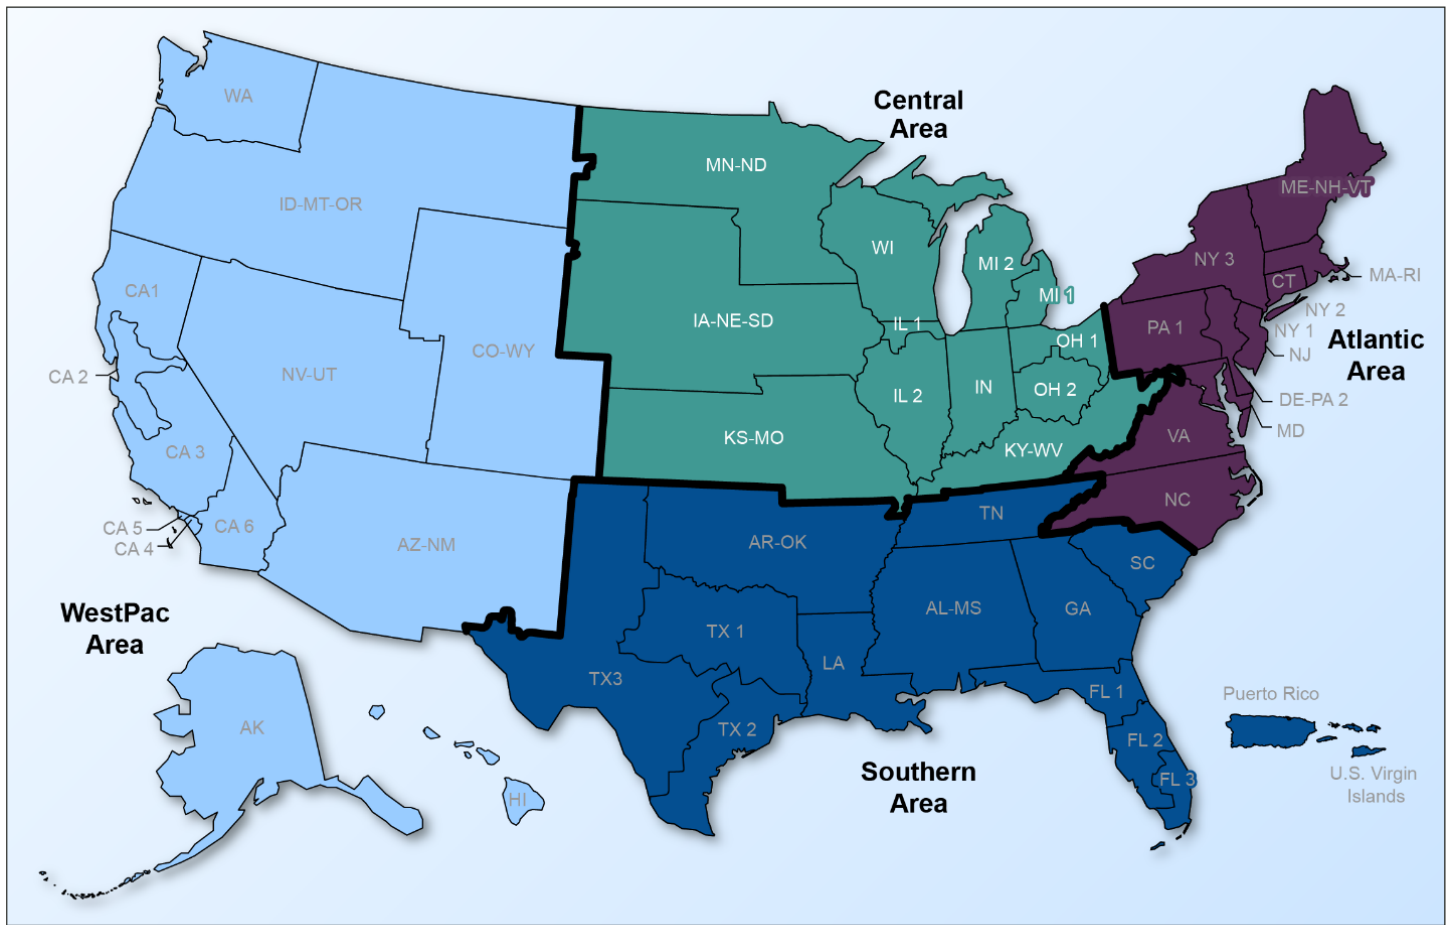 WA
Central
Area
MN-ND
ME-NH-VT
ID-MT-OR
WI
NY 3
MI 2
CT
MA-RI
CA1
MI 1
NY 2
IA-NE-SD
IL 1
PA 1
NY 1
OH 1
Atlantic
Area
CO-WY
NJ
CA 2
NV-UT
IN
OH 2
IL 2
DE-PA 2
MD
KS-MO
VA
CA 3
KY-WV
NC
TN
CA 5
CA 6
CA 4
AZ-NM
AR-OK
SC
WestPac
Area
AL-MS
GA
TX 1
LA
TX3
FL 1
Puerto Rico
AK
TX 2
FL 2
Southern
Area
FL 3
U.S. Virgin
Islands
HI